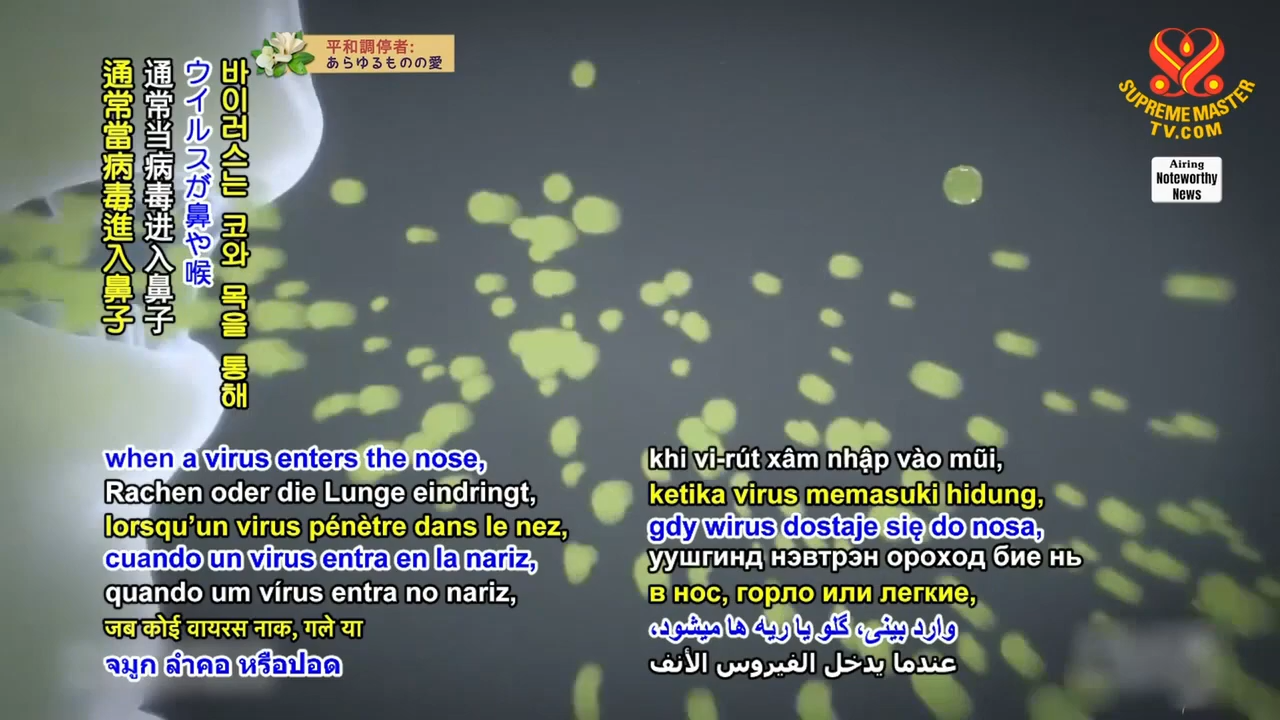 平和調停者:
あらゆるものの愛
SUPREME MASTER
TV.COM
Airing
Noteworthy
News
바이러스는 코와 목을 통해
ウイルスが鼻や喉
通常当病毒进入鼻子
通常當病毒進入鼻子
when a virus enters the nose,
Rachen oder die Lunge eindringt,
lorsqu'un virus pénètre dans le nez,
cuando un virus entra en la nariz,
quando um vírus entra no nariz,
जब कोई वायरस नाक, गले या
จมูก ลำคอ หรือปอด
khi vi-rút xâm nhập vào mũi,
ketika virus memasuki hidung,
gdy wirus dostaje się do nosa,
уушгинд нэвтрэн ороход бие нь
в нос, горло или легкие,
وارد بینی، گلو یا ریه ها میشود،
عندما يدخل الفيروس الأنف